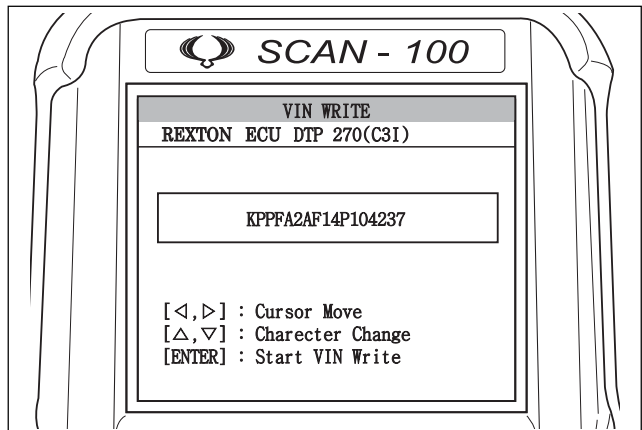 SCAN - 100
VIN WRITE
REXTON ECU DTP 270(C3I)
KPPFA2AF14P104237
[◁,▷] : Cursor Move
[△,▽] : Charecter Change
[ENTER] : Start VIN Write